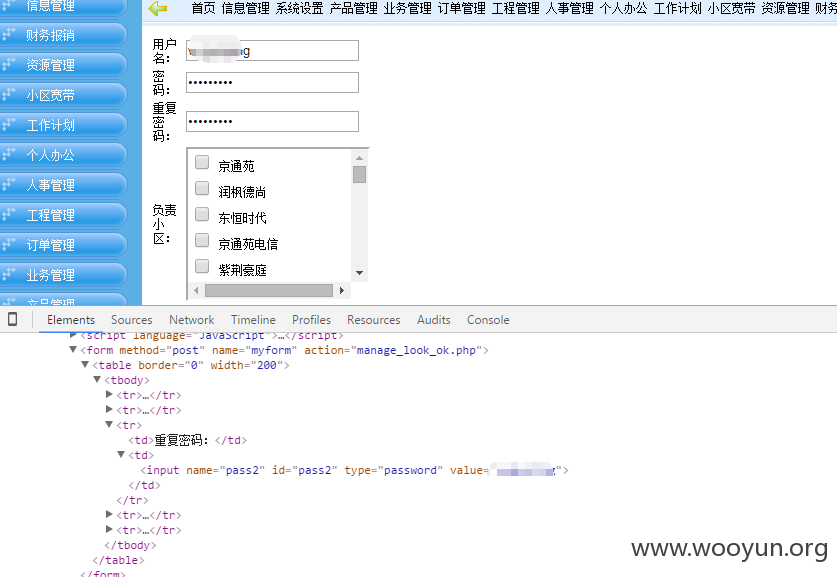 首页 信息管理 系统设置 产品管理 业务管理 订单管理 工程管理 人事管理 个人办公 工作计划 小区宽带 资源管理 财务
信息管理
财务报销
资源管理
小区宽带
工作计划
个人办公
人事管理
工程管理
订单管理
业务管理
产品管理
用户
名：
密
码：
•••••••••
重复
密
码：
•••••••••
负责
小
区：
京通苑
润枫德尚
东恒时代
京通苑电信
紫荆豪庭
Elements Sources Network Timeline Profiles Resources Audits Console
▶<script language="JavaScript">…</script>
▼<form method="post" name="myform" action="manage_look_ok.php">
▼<table border="0" width="200">
▼<tbody>
▶<tr>…</tr>
▶<tr>…</tr>
▼<tr>
<td>重复密码：</td>
▼<td>
<input name="pass2" id="pass2" type="password" value="
">
</td>
</tr>
▶<tr>…</tr>
▶<tr>…</tr>
</tbody>
</table>
</form>
www.wooyun.org